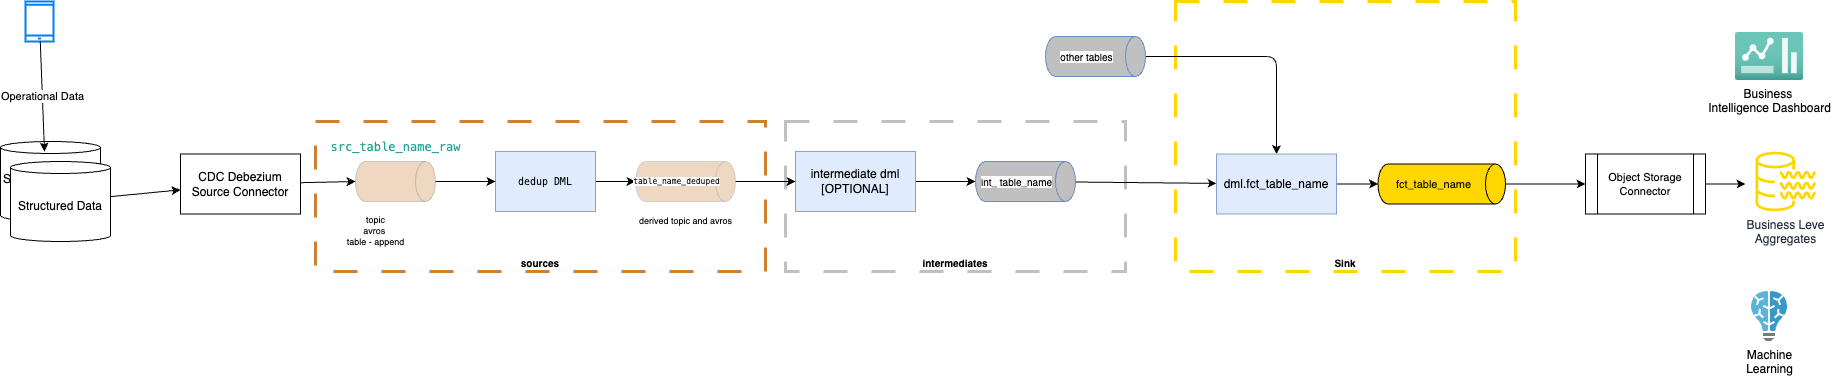 Operational Data
S
Structured Data
CDC Debezium
Source Connector
src_table_name_raw
topic
avros
table - append
dedup DML
table_name_deduped
derived topic and avros
sources
intermediate dml
[OPTIONAL]
int_ table_name
intermediates
other tables
dml.fct_table_name
fct_table_name
Sink
Object Storage
Connector
Business
Intelligence Dashboard
Business Leve
Aggregates
Machine
Learning